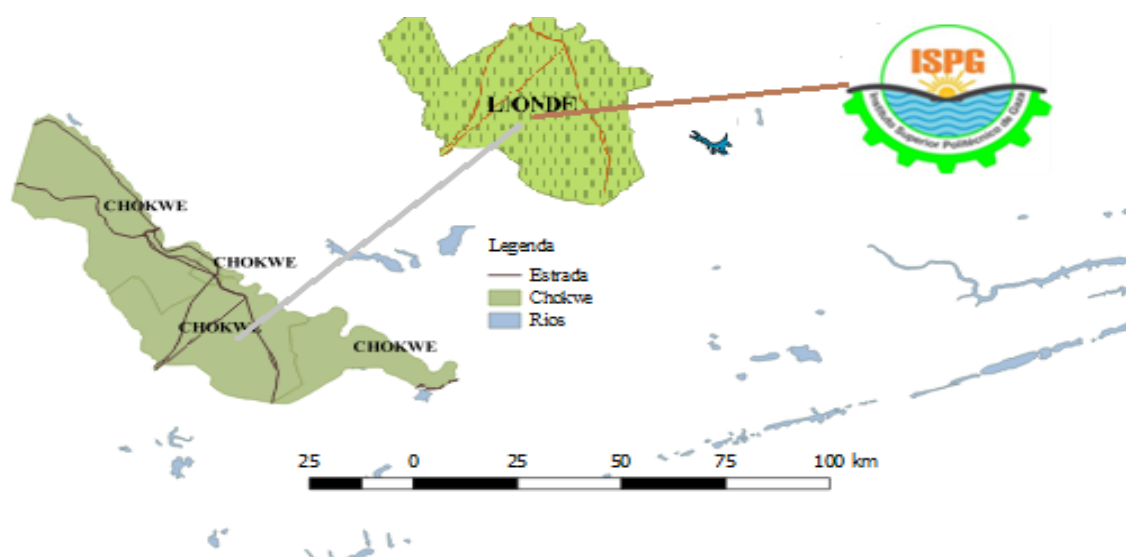 ISPG
Instituto Superior Politécnico de Gaza
LIONDE
CHOKWE
CHOKWE
CHOKWE
CHOKWE
Legenda
Estrada
Chokwe
Rios
25 0 25 50 75 100 km